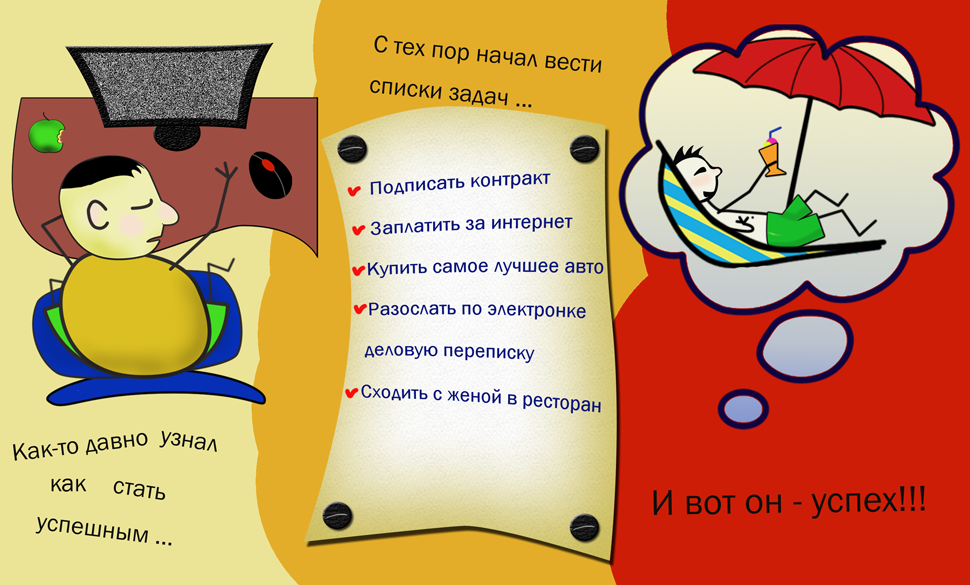 Как-то давно узнал
как стать
успешным ...
С тех пор начал вести
списки задач ...
Подписать контракт
Заплатить за интернет
Купить самое лучшее авто
Разослать по электронке
деловую переписку
Сходить с женой в ресторан
И вот он - успех!!!